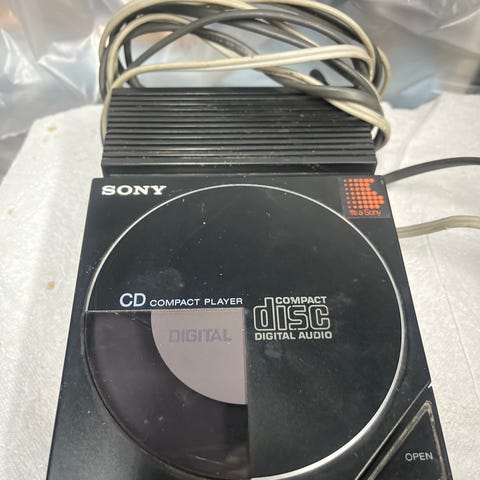 SONY
It's a Sony
CD COMPACT PLAYER
DIGITAL
COMPACT
disc
DIGITAL AUDIO
OPEN